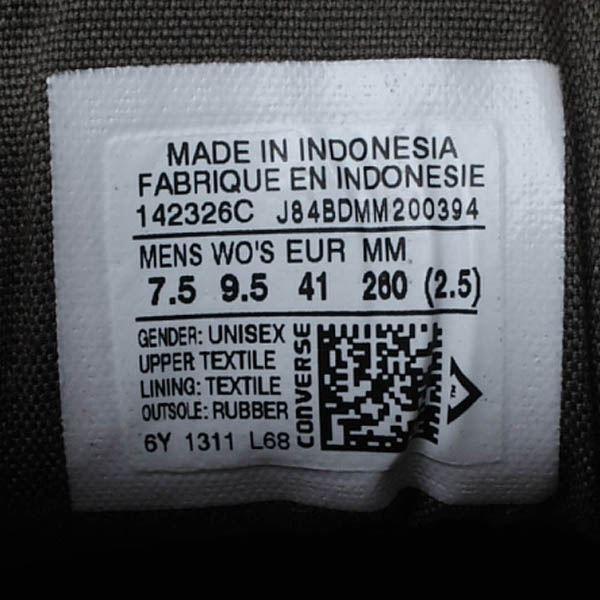 MADE IN INDONESIA
FABRIQUE EN INDONESIE
142326C J84BDMM200394
MENS WO'S EUR MM
7.5 9.5 41 260 (2.5)
GENDER: UNISEX
UPPER: TEXTILE
LINING: TEXTILE
OUTSOLE: RUBBER
6Y 1311 L68
CONVERSE
™